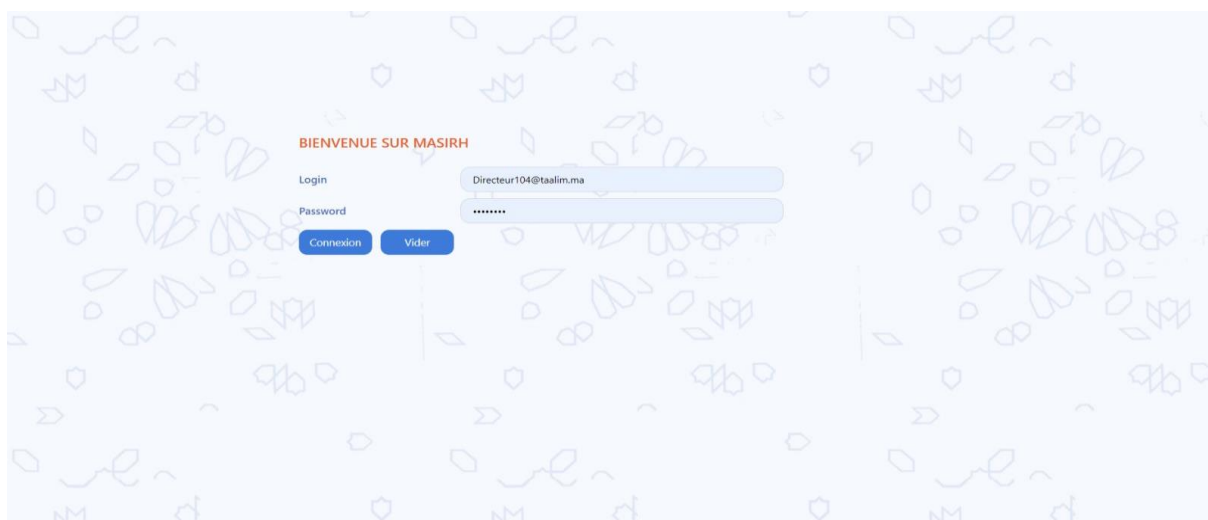 BIENVENUE SUR MASIRH
Login Directeur104@taalim.ma
Password ••••••••
Connexion Vider